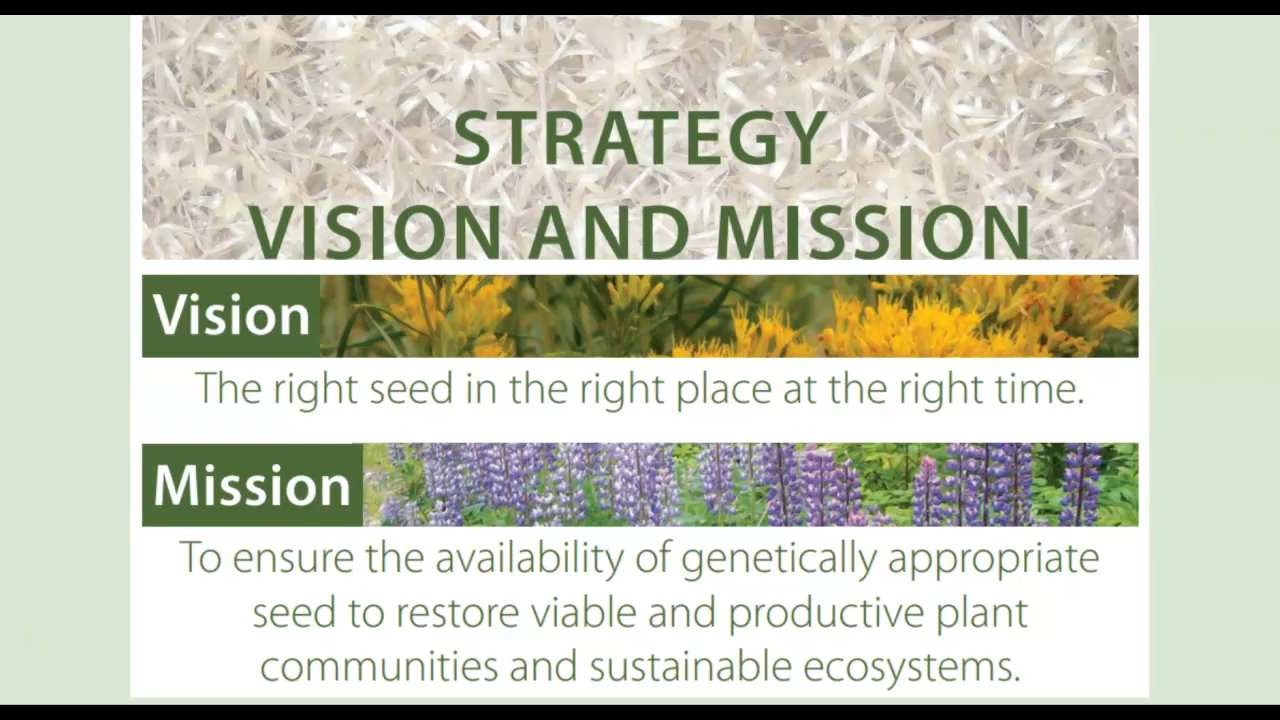 STRATEGY
VISION AND MISSION
Vision
The right seed in the right place at the right time.
Mission
To ensure the availability of genetically appropriate
seed to restore viable and productive plant
communities and sustainable ecosystems.